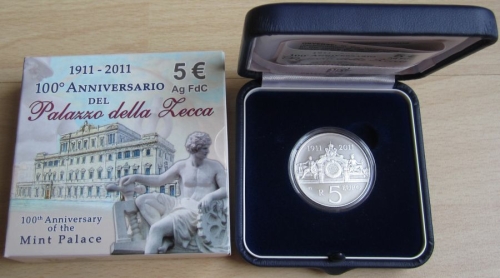 1911 - 2011
100° ANNIVERSARIO
DEL
Palazzo della Zecca
5 €
Ag FdC
100th Anniversary
of the
Mint Palace
1911 2011
5